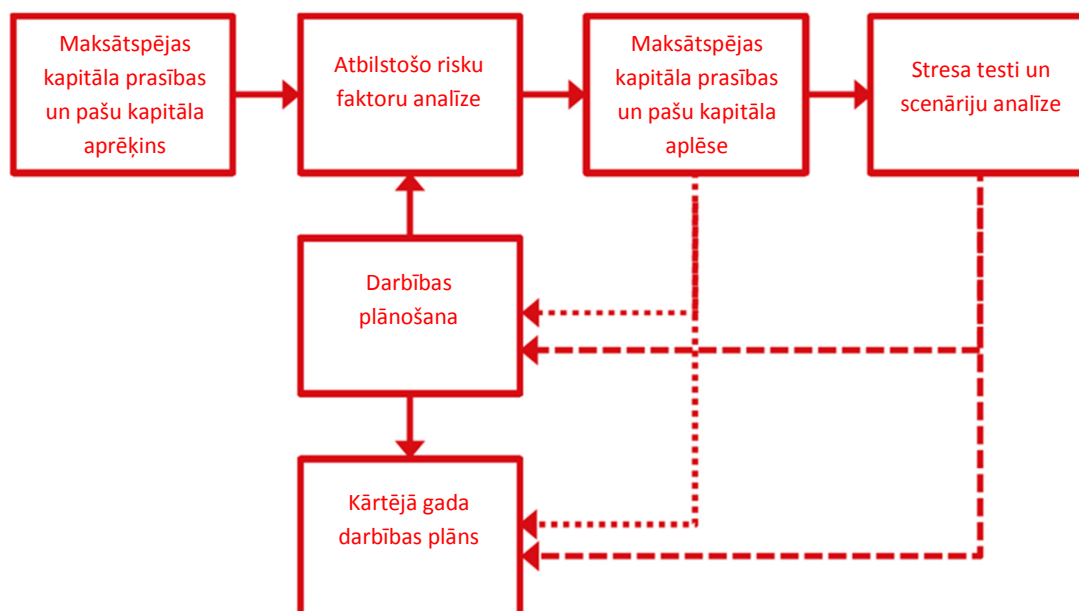 Maksātspējas
kapitāla prasības
un pašu kapitāla
aprēķins
Atbilstošo risku
faktoru analīze
Maksātspējas
kapitāla prasības
un pašu kapitāla
aplēse
Stresa testi un
scenāriju analīze
Darbības
plānošana
Kārtējā gada
darbības plāns